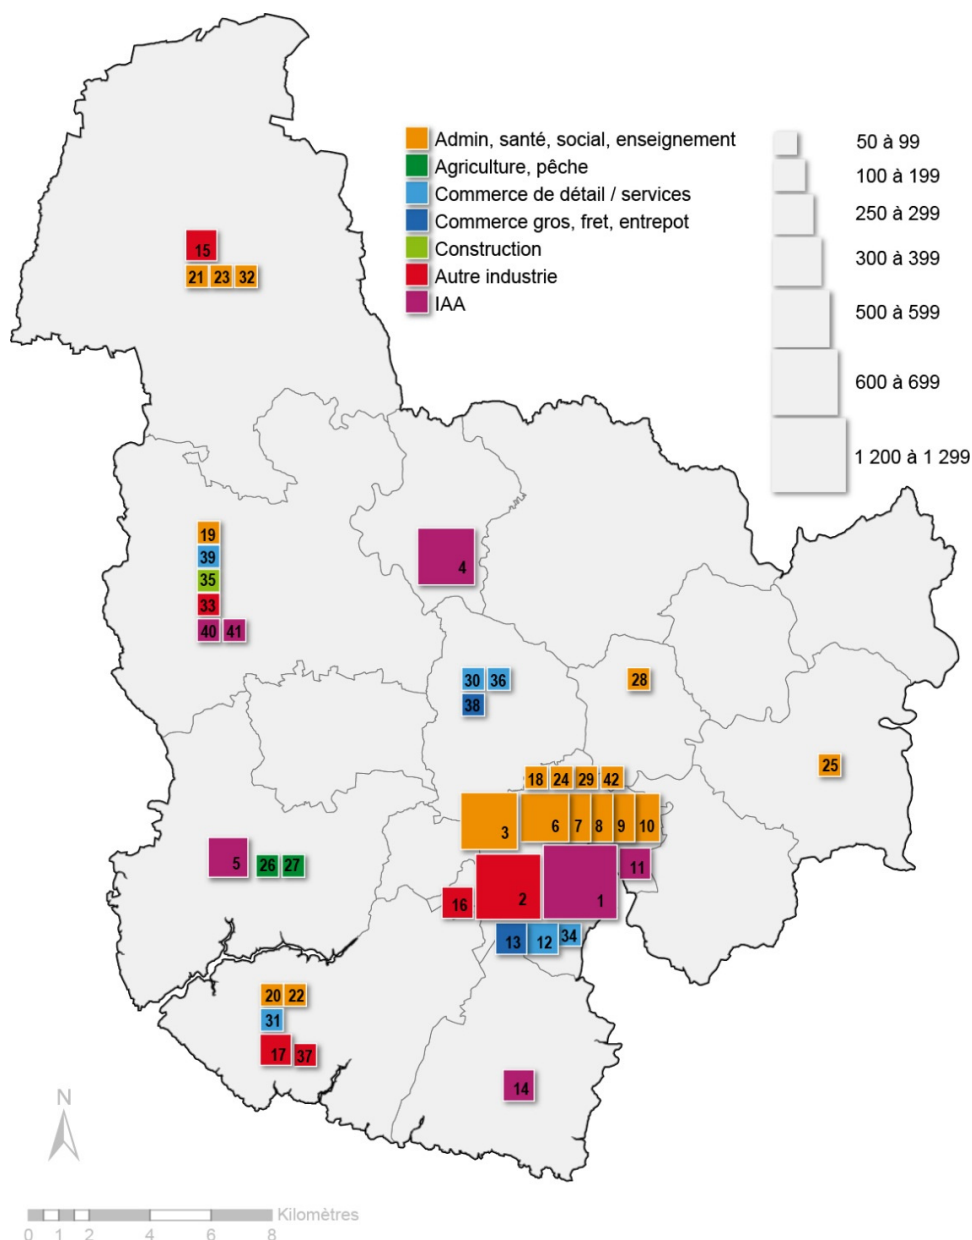 Admin, santé, social, enseignement
Agriculture, pêche
Commerce de détail / services
Commerce gros, fret, entrepot
Construction
Autre industrie
IAA
50 à 99
100 à 199
250 à 299
300 à 399
500 à 599
600 à 699
1 200 à 1 299
15
21 23 32
19
39
35
33
40 41
4
30 36
38
28
25
18 24 29 42
3 6 7 8 9 10
5 26 27
11
16 2 1
13 12 34
20 22
31
17 37
14
N
Kilomètres
0 1 2 4 6 8